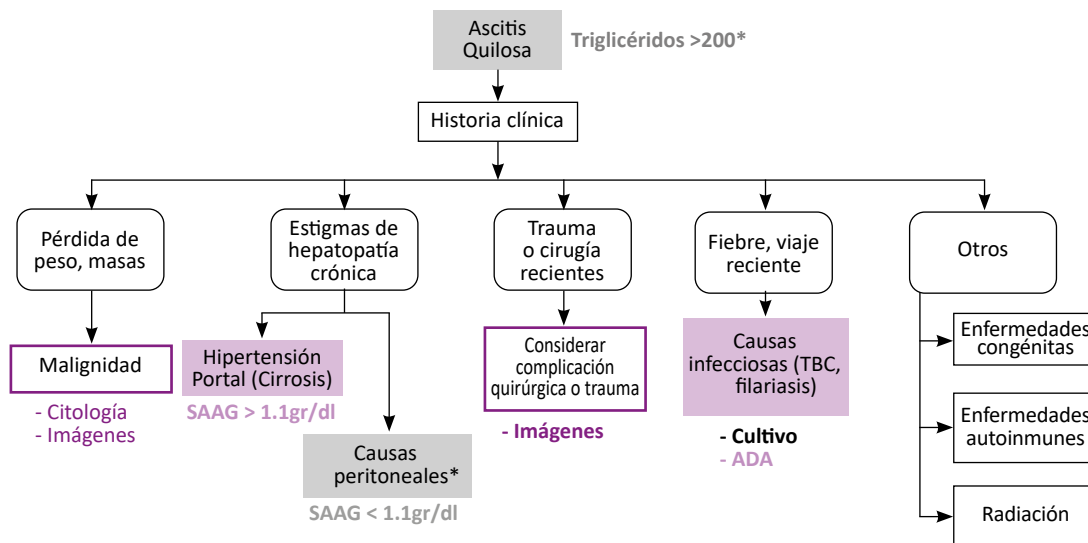 Ascitis
Quilosa
Triglicéridos >200*
Historia clínica
Pérdida de
peso, masas
Estigmas de
hepatopatía
crónica
Trauma
o cirugía
recientes
Fiebre, viaje
reciente
Otros
Malignidad
- Citología
- Imágenes
Hipertensión
Portal (Cirrosis)
SAAG > 1.1gr/dl
Causas
peritoneales*
SAAG < 1.1gr/dl
Considerar
complicación
quirúrgica o trauma
- Imágenes
Causas
infecciosas (TBC,
filariasis)
- Cultivo
- ADA
Enfermedades
congénitas
Enfermedades
autoinmunes
Radiación